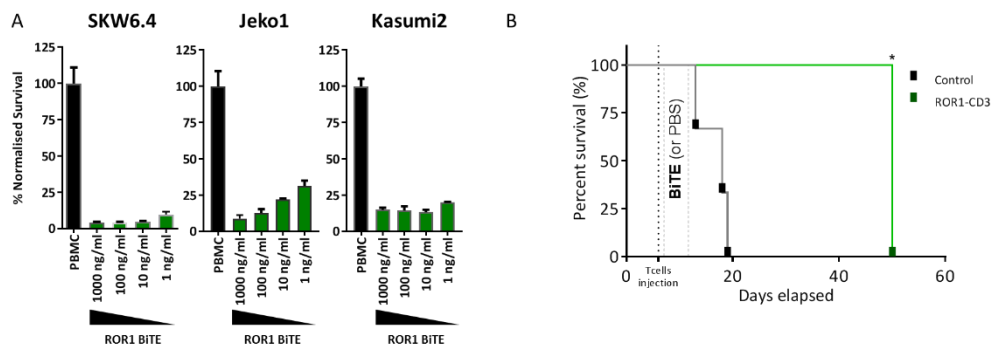 A
SKW6.4
Jeko1
Kasumi2
% Normalised Survival
125
100
75
50
25
0
PBMC
1000 ng/ml
100 ng/ml
10 ng/ml
1 ng/ml
ROR1 BiTE
125
100
75
50
25
0
PBMC
1000 ng/ml
100 ng/ml
10 ng/ml
1 ng/ml
ROR1 BiTE
125
100
75
50
25
0
PBMC
1000 ng/ml
100 ng/ml
10 ng/ml
1 ng/ml
ROR1 BiTE
B
Percent survival (%)
100
50
0
BiTE (or PBS)
*
Control
ROR1-CD3
0
20
40
60
Tcells
injection
Days elapsed